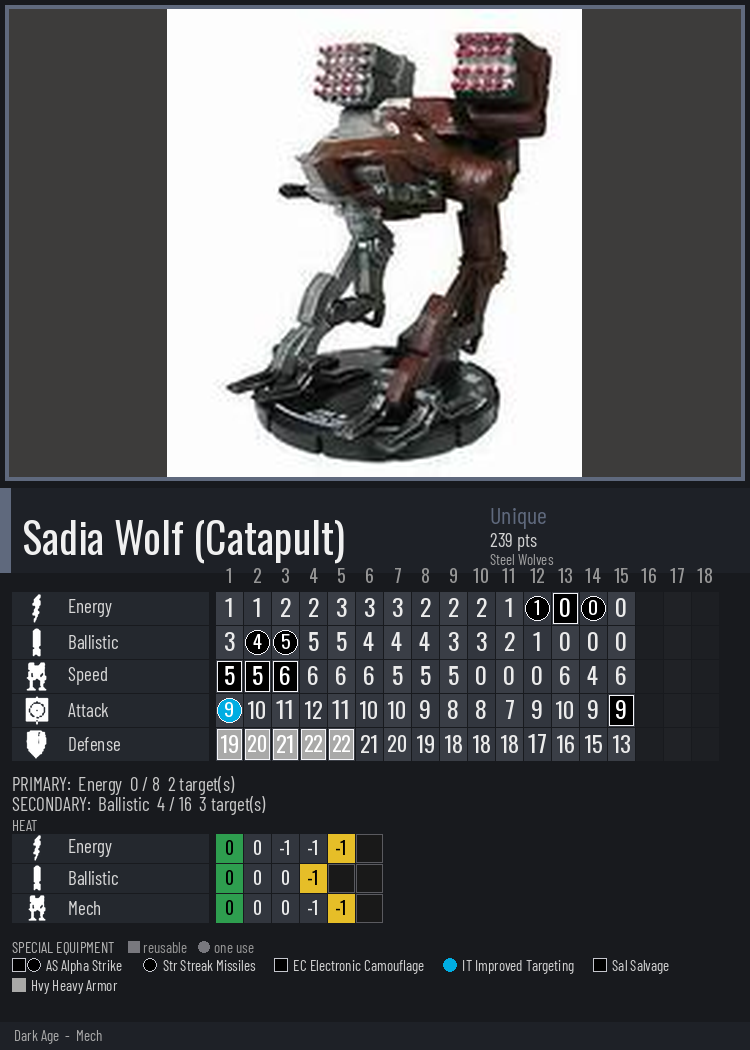 Sadia Wolf (Catapult)
Unique
239 pts
Steel Wolves
1 2 3 4 5 6 7 8 9 10 11 12 13 14 15 16 17 18
Energy 1 1 2 2 3 3 3 2 2 2 1 1 0 0 0
Ballistic 3 4 5 5 5 4 4 4 3 3 2 1 0 0 0
Speed 5 5 6 6 6 6 5 5 5 0 0 0 6 4 6
Attack 9 10 11 12 11 10 10 9 8 8 7 9 10 9 9
Defense 19 20 21 22 22 21 20 19 18 18 18 17 16 15 13
PRIMARY: Energy 0 / 8 2 target(s)
SECONDARY: Ballistic 4 / 16 3 target(s)
HEAT
Energy 0 0 -1 -1 -1
Ballistic 0 0 0 -1
Mech 0 0 0 -1 -1
SPECIAL EQUIPMENT reusable one use
AS Alpha Strike Str Streak Missiles EC Electronic Camouflage IT Improved Targeting Sal Salvage
Hvy Heavy Armor
Dark Age - Mech